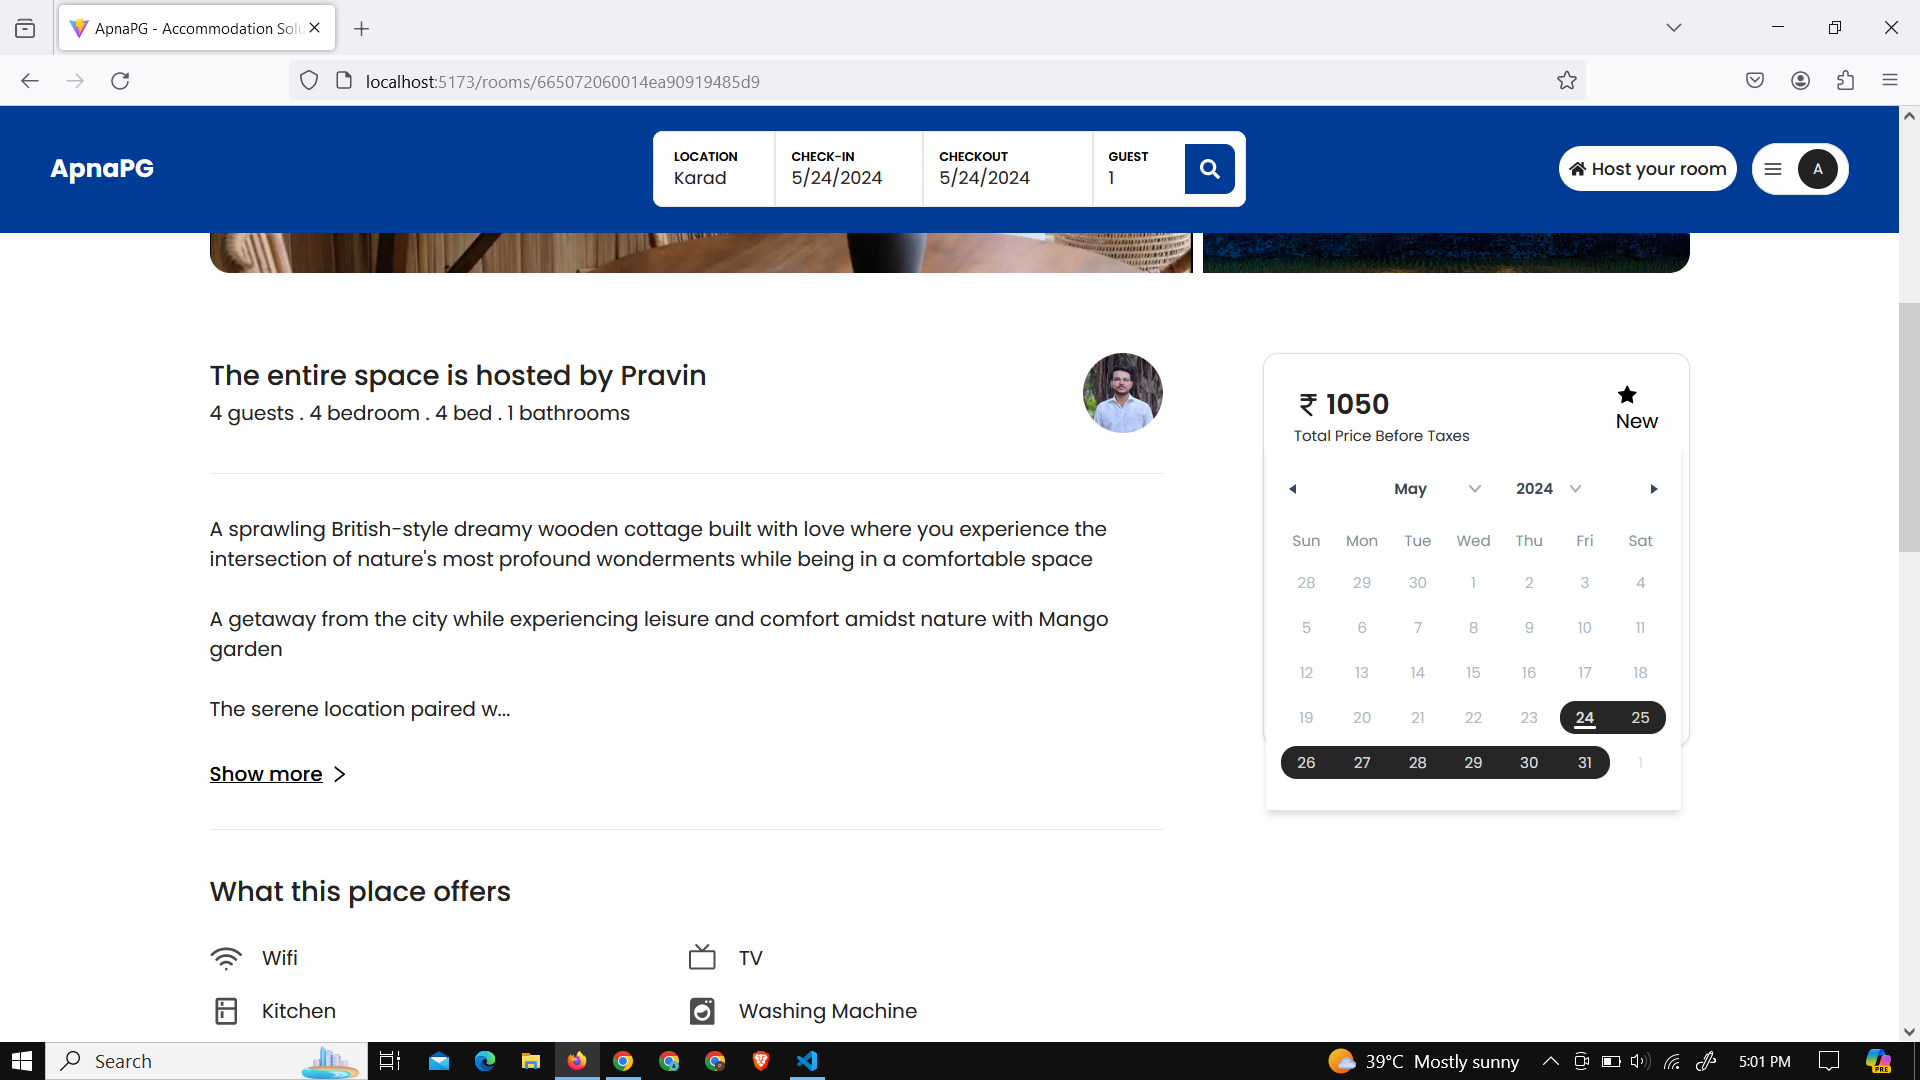 ApnaPG - Accommodation Solu
localhost:5173/rooms/665072060014ea90919485d9
ApnaPG
LOCATION
Karad
CHECK-IN
5/24/2024
CHECKOUT
5/24/2024
GUEST
1
Host your room
A
The entire space is hosted by Pravin
4 guests . 4 bedroom . 4 bed . 1 bathrooms
A sprawling British-style dreamy wooden cottage built with love where you experience the
intersection of nature's most profound wonderments while being in a comfortable space
A getaway from the city while experiencing leisure and comfort amidst nature with Mango
garden
The serene location paired w...
Show more
What this place offers
Wifi
TV
Kitchen
Washing Machine
₹ 1050
Total Price Before Taxes
New
May 2024
Sun Mon Tue Wed Thu Fri Sat
28 29 30 1 2 3 4
5 6 7 8 9 10 11
12 13 14 15 16 17 18
19 20 21 22 23 24 25
26 27 28 29 30 31 1
Search
39°C Mostly sunny
5:01 PM
PRE